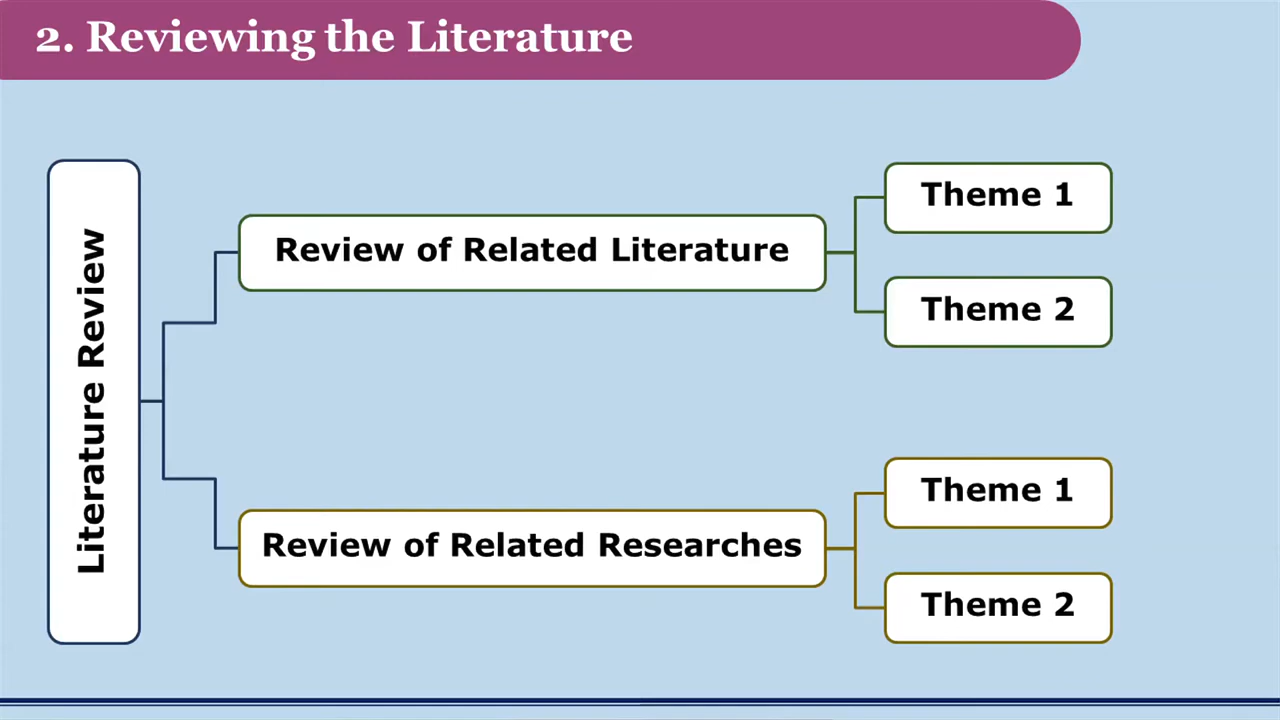 2. Reviewing the Literature
Literature Review
Review of Related Literature
Theme 1
Theme 2
Review of Related Researches
Theme 1
Theme 2